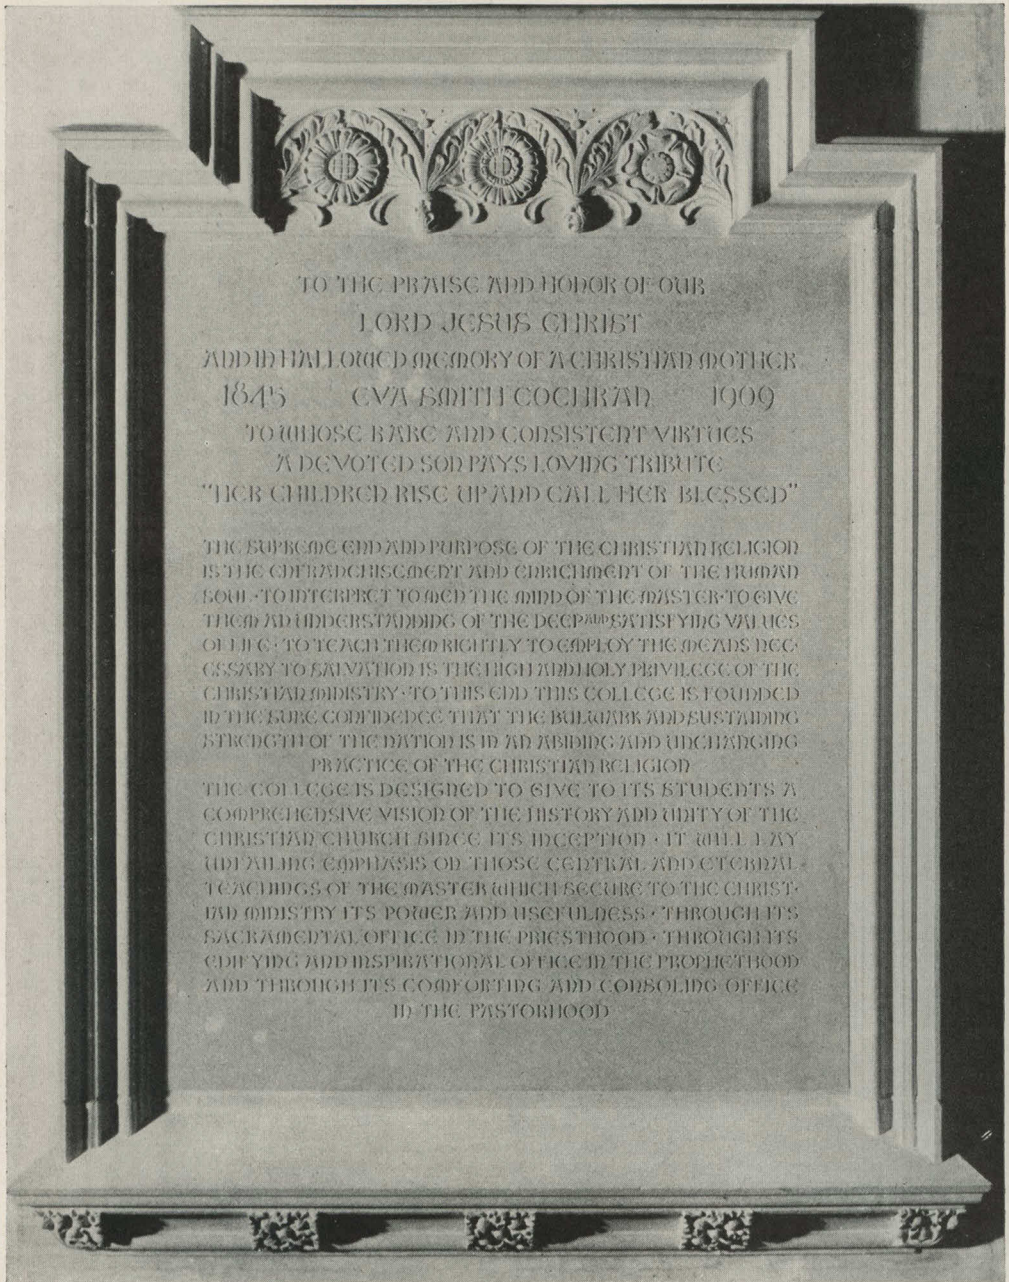 TO THE PRAISE AND HONOR OF OUR
LORD JESUS CHRIST
AND IN HALLOWED MEMORY OF A CHRISTIAN MOTHER
1845 EVA SMITH COCHRAN 1909
TO WHOSE RARE AND CONSISTENT VIRTUES
A DEVOTED SON PAYS LOVING TRIBUTE
"HER CHILDREN RISE UP AND CALL HER BLESSED"
THE SUPREME END AND PURPOSE OF THE CHRISTIAN RELIGION
IS THE ENFRANCHISEMENT AND ENRICHMENT OF THE HUMAN
SOUL · TO INTERPRET TO MEN THE MIND OF THE MASTER · TO GIVE
THEM AN UNDERSTANDING OF THE DEEP AND SATISFYING VALUES
OF LIFE · TO TEACH THEM RIGHTLY TO EMPLOY THE MEANS NEC·
ESSARY TO SALVATION IS THE HIGH AND HOLY PRIVILEGE OF THE
CHRISTIAN MINISTRY · TO THIS END THIS COLLEGE IS FOUNDED
IN THE SURE CONFIDENCE THAT THE BULWARK AND SUSTAINING
STRENGTH OF THE NATION IS IN AN ABIDING AND UNCHANGING
PRACTICE OF THE CHRISTIAN RELIGION
THE COLLEGE IS DESIGNED TO GIVE TO ITS STUDENTS A
COMPREHENSIVE VISION OF THE HISTORY AND UNITY OF THE
CHRISTIAN CHURCH SINCE ITS INCEPTION · IT WILL LAY
UNFAILING EMPHASIS ON THOSE CENTRAL AND ETERNAL
TEACHINGS OF THE MASTER WHICH SECURE TO THE CHRIST·
IAN MINISTRY ITS POWER AND USEFULNESS · THROUGH ITS
SACRAMENTAL OFFICE IN THE PRIESTHOOD · THROUGH ITS
EDIFYING AND INSPIRATIONAL OFFICE IN THE PROPHETHOOD
AND THROUGH ITS COMFORTING AND CONSOLING OFFICE
IN THE PASTORHOOD